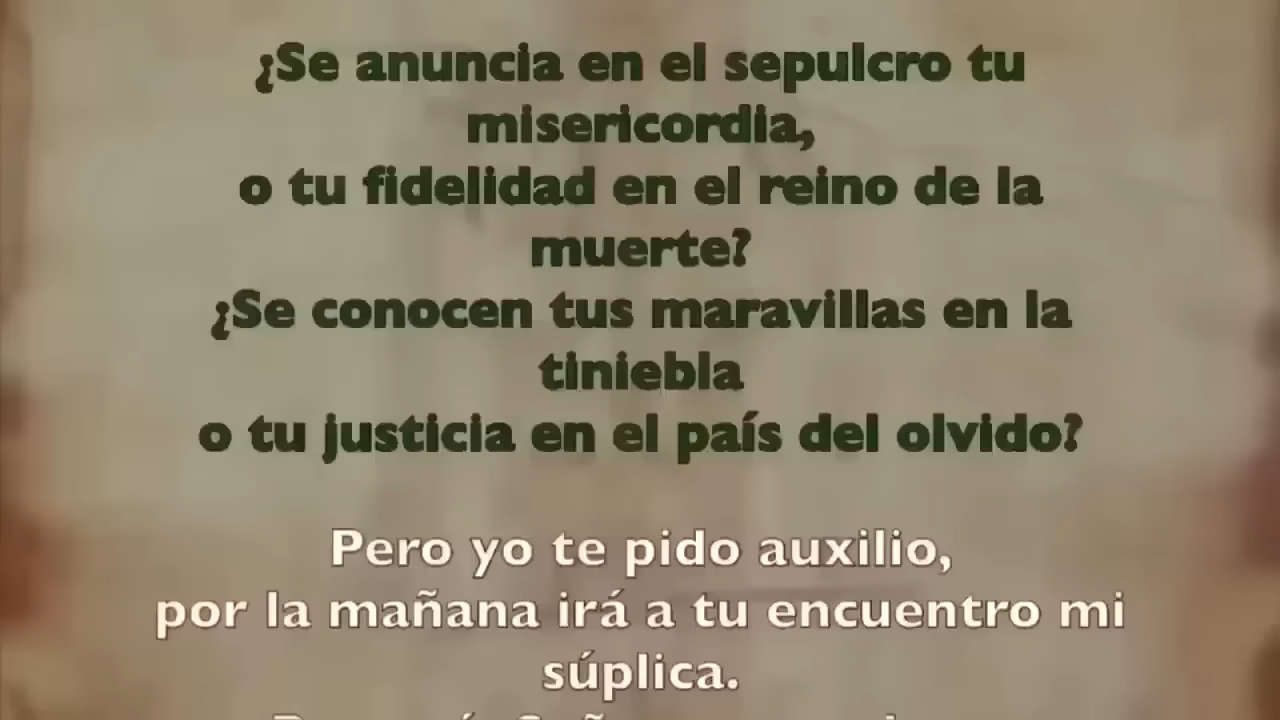 ¿Se anuncia en el sepulcro tu
misericordia,
o tu fidelidad en el reino de la
muerte?
¿Se conocen tus maravillas en la
tiniebla
o tu justicia en el país del olvido?
Pero yo te pido auxilio,
por la mañana irá a tu encuentro mi
súplica.